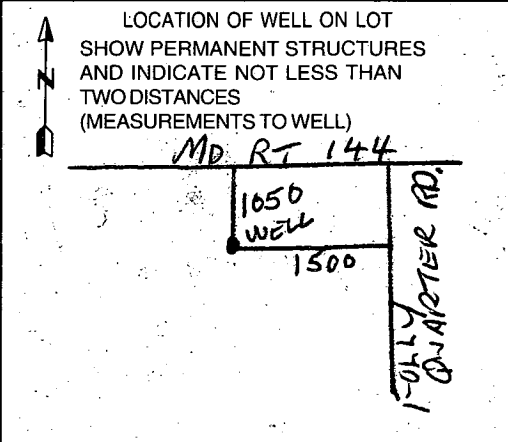 LOCATION OF WELL ON LOT
SHOW PERMANENT STRUCTURES
AND INDICATE NOT LESS THAN
TWO DISTANCES
(MEASUREMENTS TO WELL)
N
MD RT 144
1050
WELL
1500
FOLLY
QUARTER RD.